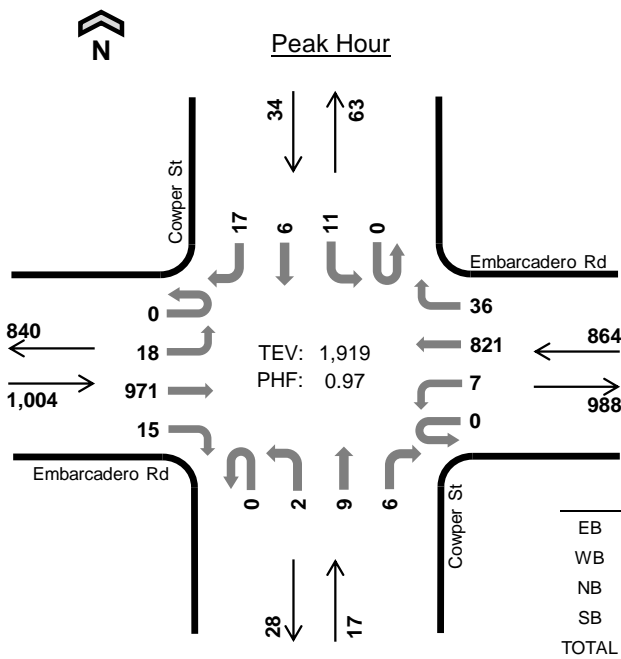 N
Peak Hour
34
63
Cowper St
17
6
11
0
Embarcadero Rd
0
36
840
18
TEV: 1,919
821
864
PHF: 0.97
971
7
1,004
988
15
0
Embarcadero Rd
0
2
9
6
Cowper St
28
17
EB
WB
NB
SB
TOTAL